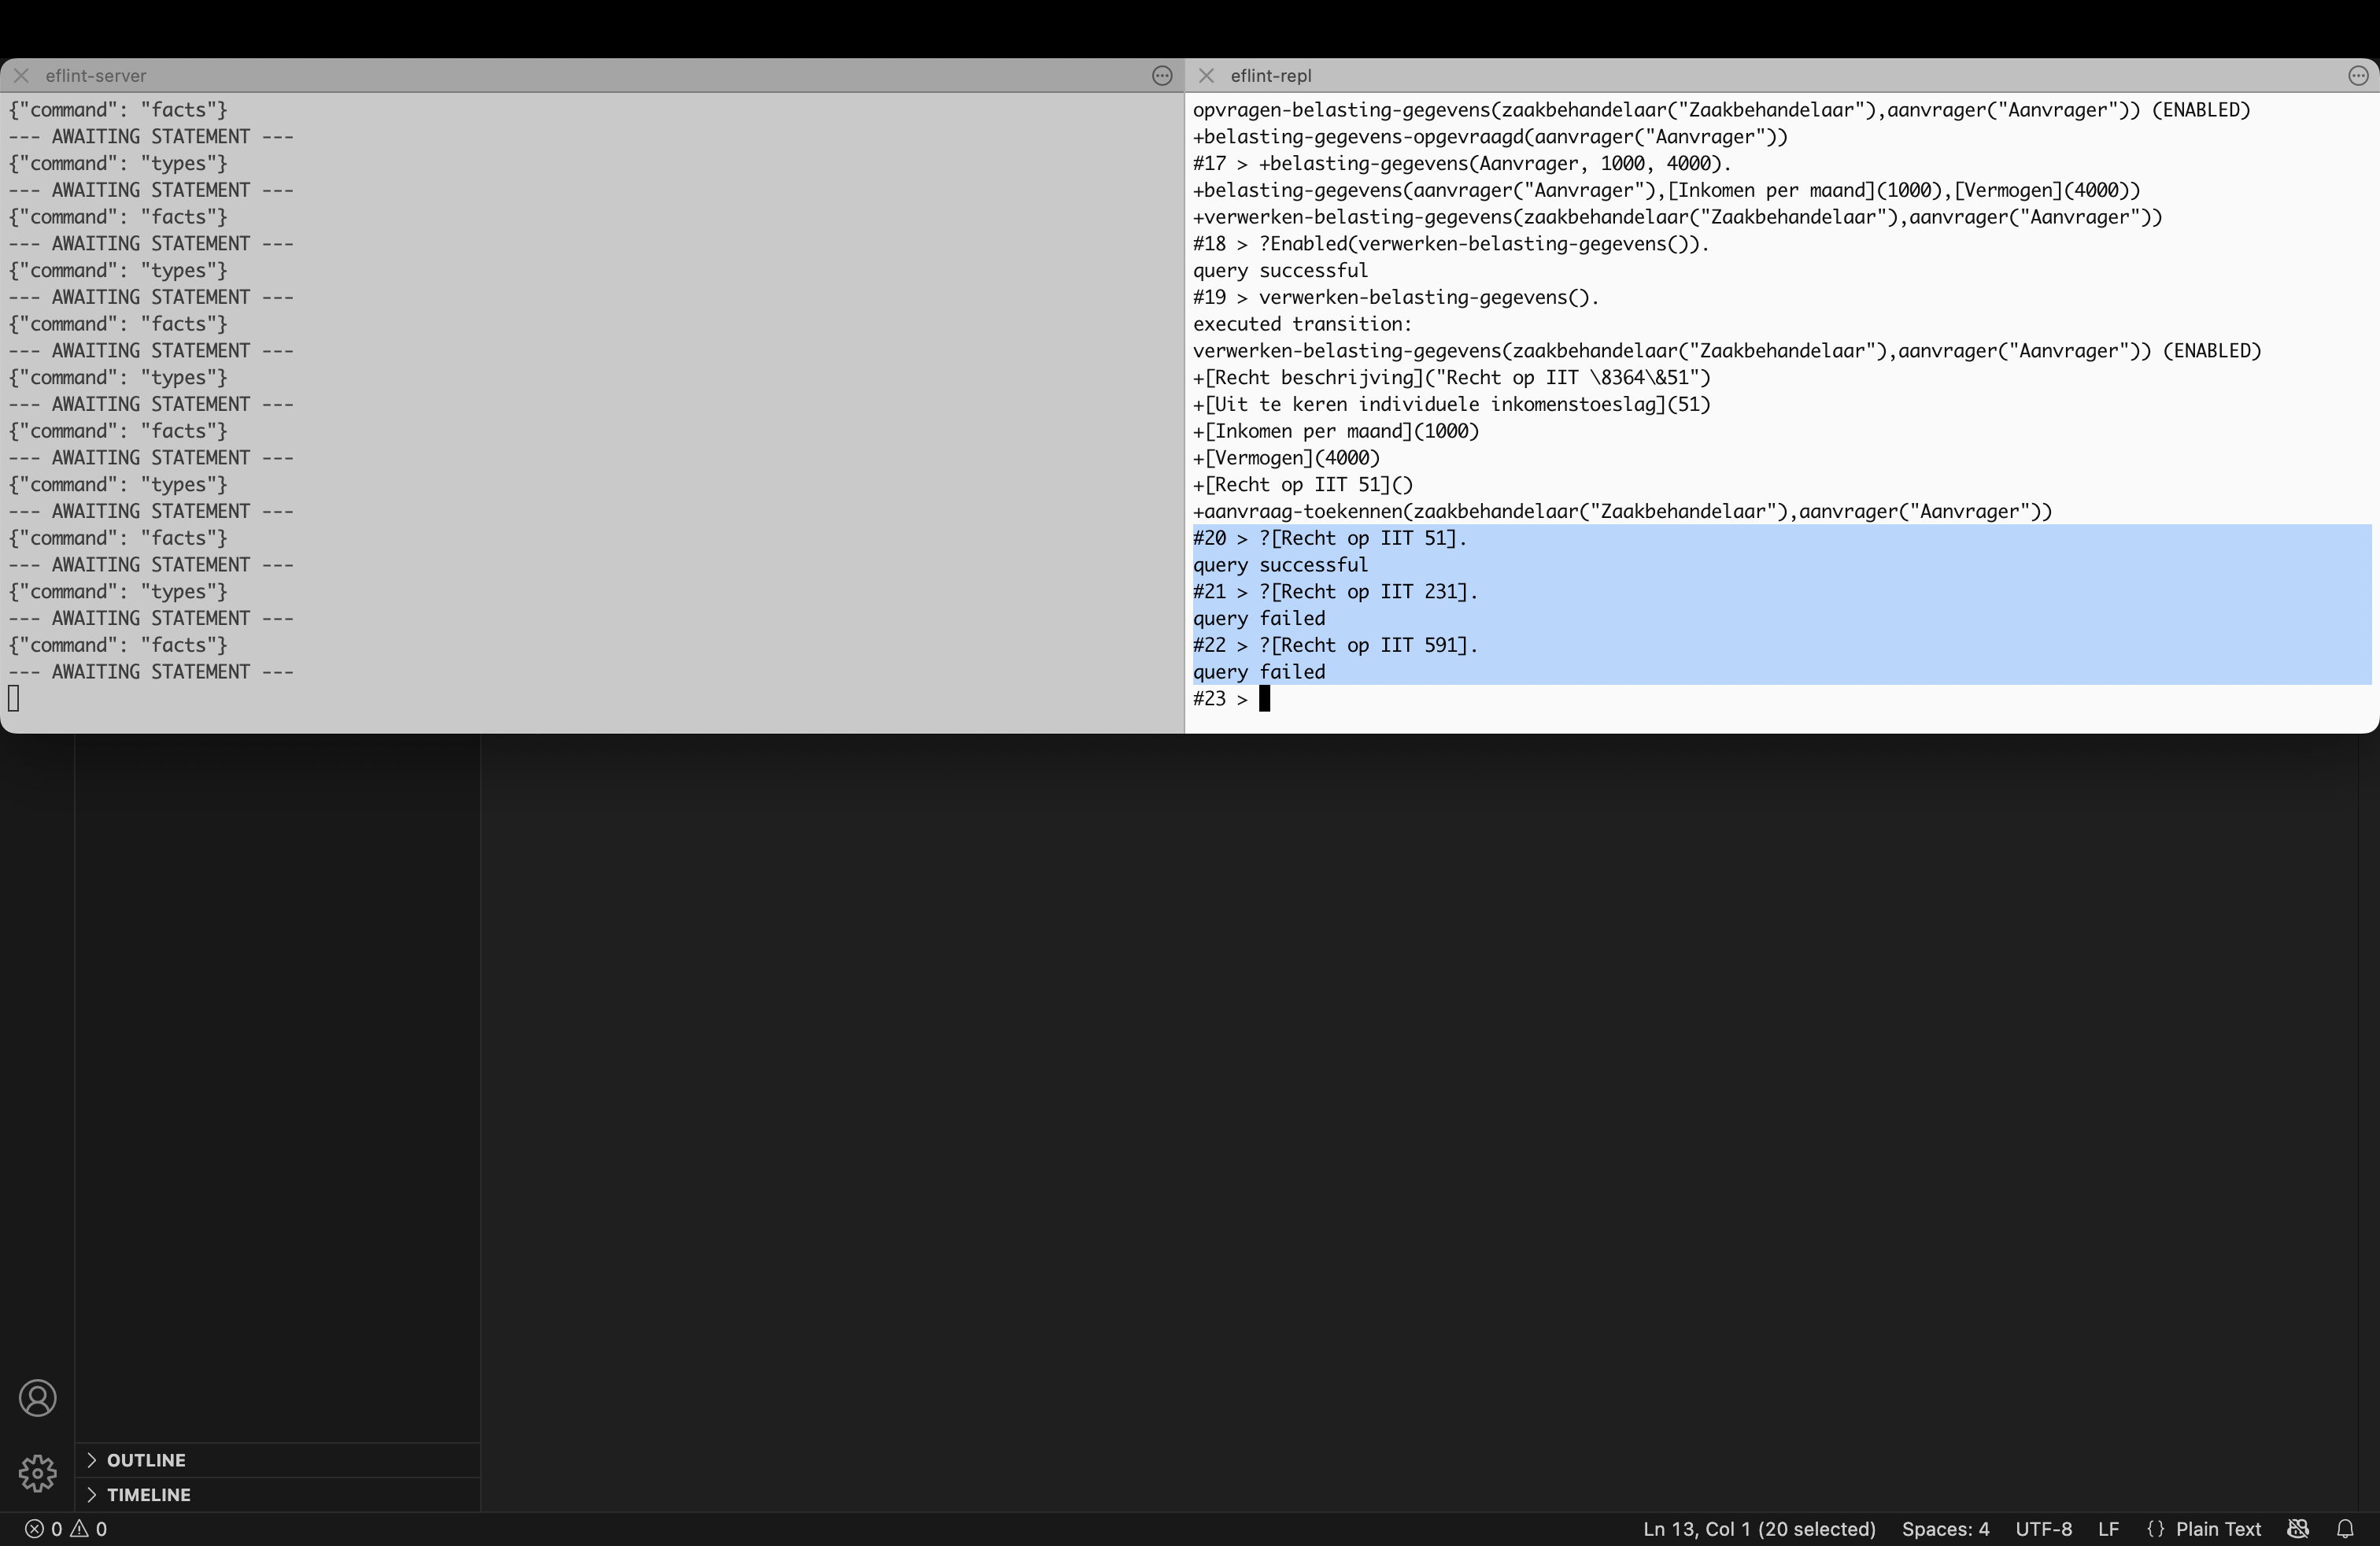 eflint-server
{"command": "facts"}
--- AWAITING STATEMENT ---
{"command": "types"}
--- AWAITING STATEMENT ---
{"command": "facts"}
--- AWAITING STATEMENT ---
{"command": "types"}
--- AWAITING STATEMENT ---
{"command": "facts"}
--- AWAITING STATEMENT ---
{"command": "types"}
--- AWAITING STATEMENT ---
{"command": "facts"}
--- AWAITING STATEMENT ---
{"command": "types"}
--- AWAITING STATEMENT ---
{"command": "facts"}
--- AWAITING STATEMENT ---
{"command": "types"}
--- AWAITING STATEMENT ---
{"command": "facts"}
--- AWAITING STATEMENT ---
eflint-repl
opvragen-belasting-gegevens(zaakbehandelaar("Zaakbehandelaar"),aanvrager("Aanvrager")) (ENABLED)
+belasting-gegevens-opgevraagd(aanvrager("Aanvrager"))
#17 > +belasting-gegevens(Aanvrager, 1000, 4000).
+belasting-gegevens(aanvrager("Aanvrager"),[Inkomen per maand](1000),[Vermogen](4000))
+verwerken-belasting-gegevens(zaakbehandelaar("Zaakbehandelaar"),aanvrager("Aanvrager"))
#18 > ?Enabled(verwerken-belasting-gegevens()).
query successful
#19 > verwerken-belasting-gegevens().
executed transition:
verwerken-belasting-gegevens(zaakbehandelaar("Zaakbehandelaar"),aanvrager("Aanvrager")) (ENABLED)
+[Recht beschrijving]("Recht op IIT \8364\&51")
+[Uit te keren individuele inkomenstoeslag](51)
+[Inkomen per maand](1000)
+[Vermogen](4000)
+[Recht op IIT 51]()
+aanvraag-toekennen(zaakbehandelaar("Zaakbehandelaar"),aanvrager("Aanvrager"))
#20 > ?[Recht op IIT 51].
query successful
#21 > ?[Recht op IIT 231].
query failed
#22 > ?[Recht op IIT 591].
query failed
#23 >
OUTLINE
TIMELINE
0 0 Ln 13, Col 1 (20 selected) Spaces: 4 UTF-8 LF {} Plain Text